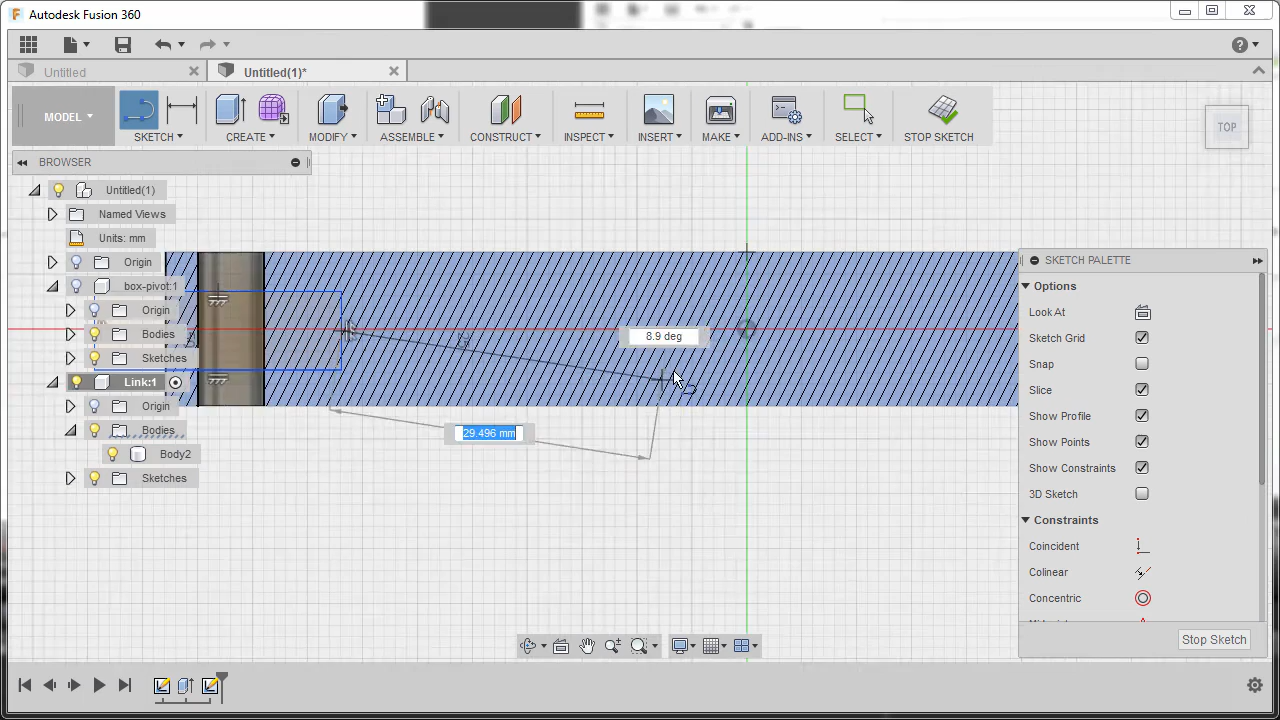 Autodesk Fusion 360
Untitled
Untitled(1)*
MODEL
SKETCH
CREATE
MODIFY
ASSEMBLE
CONSTRUCT
INSPECT
INSERT
MAKE
ADD-INS
SELECT
STOP SKETCH
TOP
BROWSER
Untitled(1)
Named Views
Units: mm
Origin
box-pivot:1
Origin
Bodies
Sketches
Link:1
Origin
Bodies
Body2
Sketches
8.9 deg
29.496 mm
SKETCH PALETTE
Options
Look At
Sketch Grid
Snap
Slice
Show Profile
Show Points
Show Constraints
3D Sketch
Constraints
Coincident
Colinear
Concentric
Stop Sketch